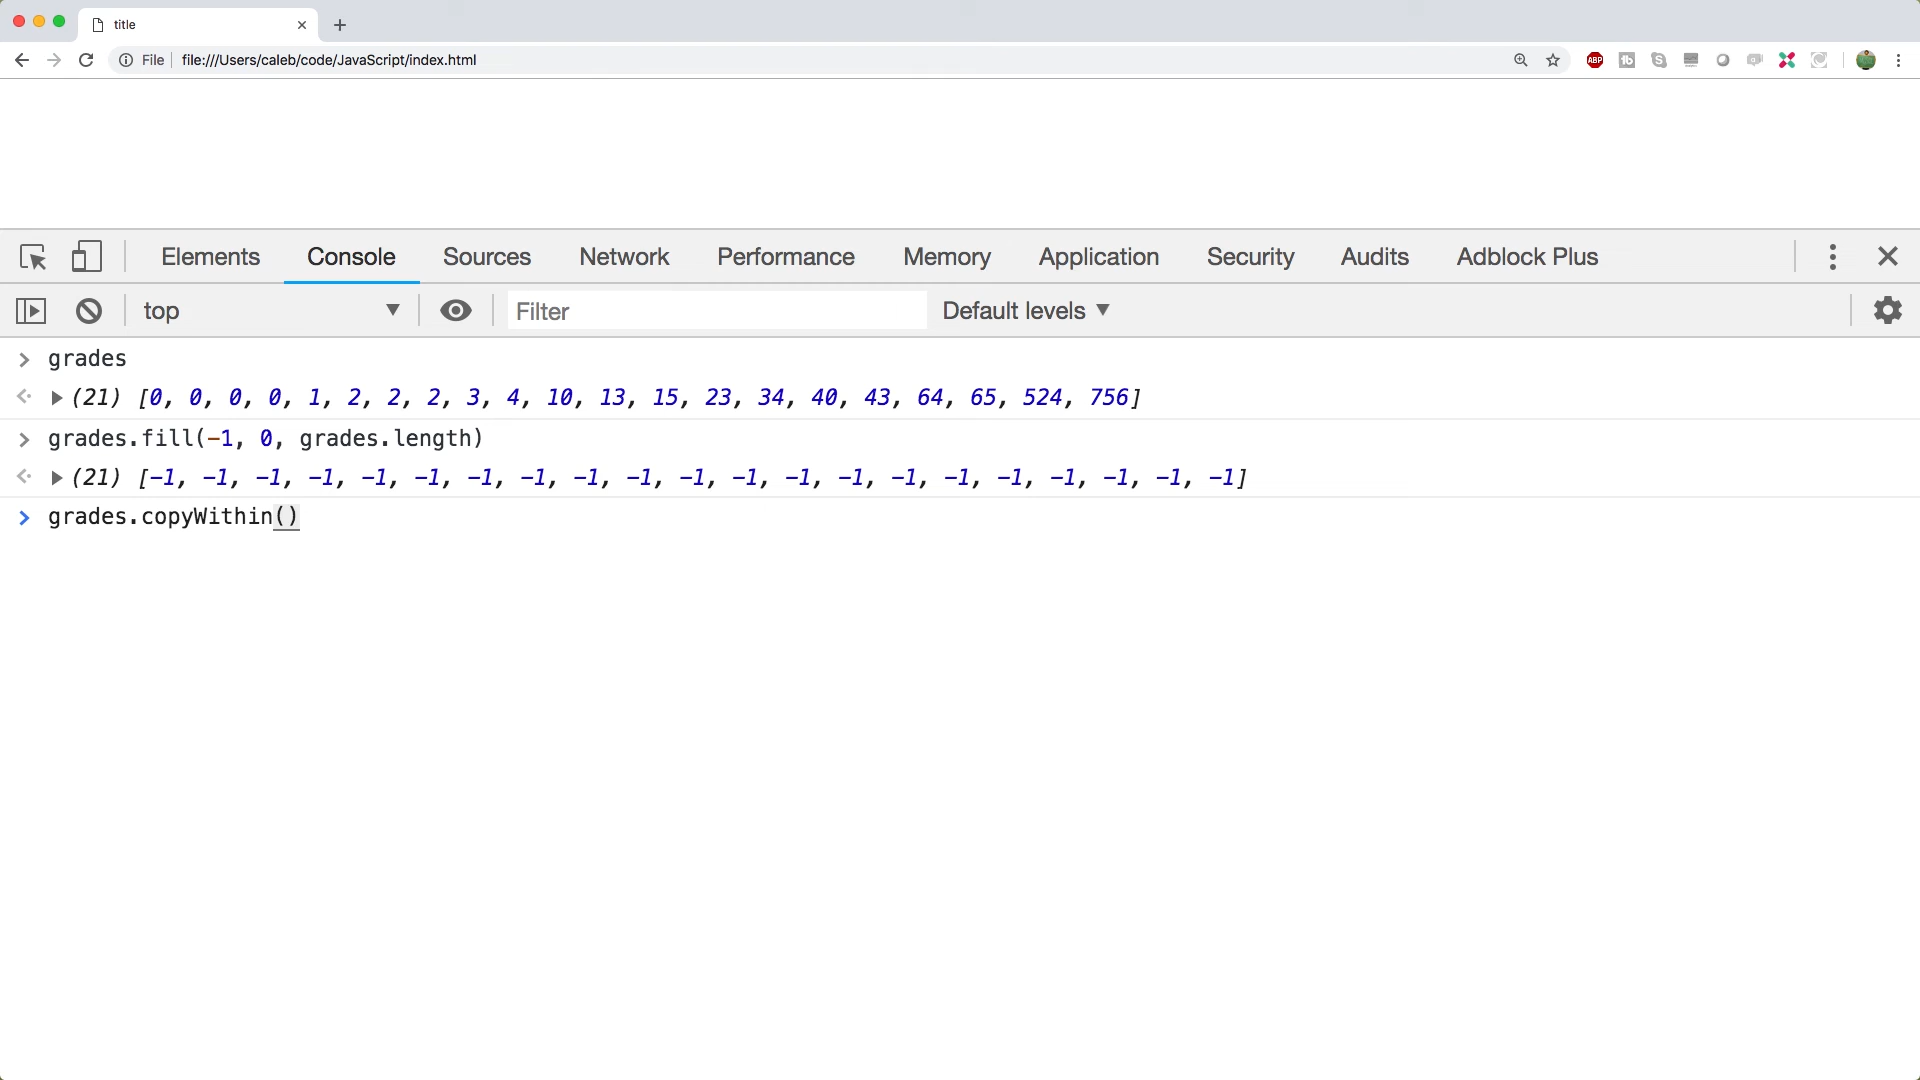 title
File file:///Users/caleb/code/JavaScript/index.html
ABP
Elements Console Sources Network Performance Memory Application Security Audits Adblock Plus
top Filter Default levels
grades
(21) [0, 0, 0, 0, 1, 2, 2, 2, 3, 4, 10, 13, 15, 23, 34, 40, 43, 64, 65, 524, 756]
grades.fill(-1, 0, grades.length)
(21) [-1, -1, -1, -1, -1, -1, -1, -1, -1, -1, -1, -1, -1, -1, -1, -1, -1, -1, -1, -1, -1]
grades.copyWithin()